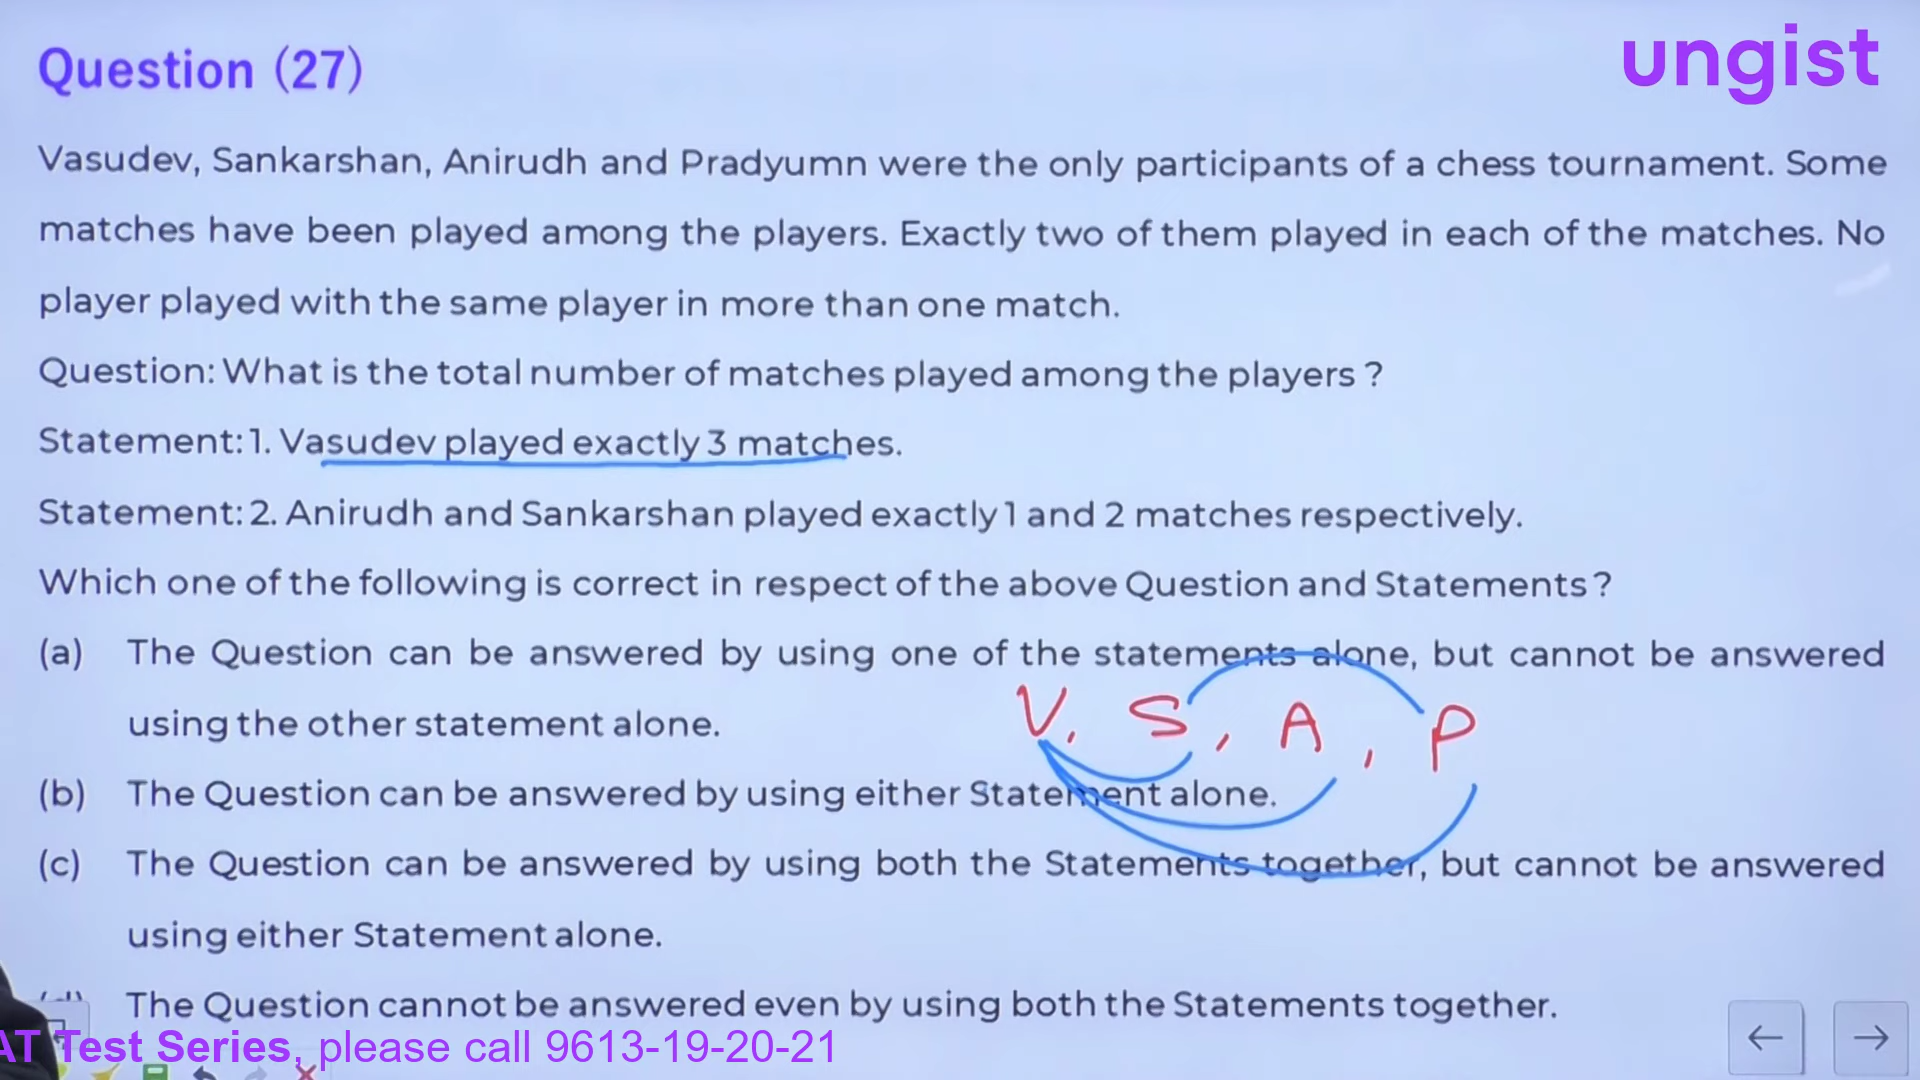 Question (27)
ungist
Vasudev, Sankarshan, Anirudh and Pradyumn were the only participants of a chess tournament. Some
matches have been played among the players. Exactly two of them played in each of the matches. No
player played with the same player in more than one match.
Question: What is the total number of matches played among the players ?
Statement: 1. Vasudev played exactly 3 matches.
Statement: 2. Anirudh and Sankarshan played exactly 1 and 2 matches respectively.
Which one of the following is correct in respect of the above Question and Statements ?
(a) The Question can be answered by using one of the statements alone, but cannot be answered
using the other statement alone.
V, S, A, P
(b) The Question can be answered by using either Statement alone.
(c) The Question can be answered by using both the Statements together, but cannot be answered
using either Statement alone.
The Question cannot be answered even by using both the Statements together.
AT Test Series, please call 9613-19-20-21